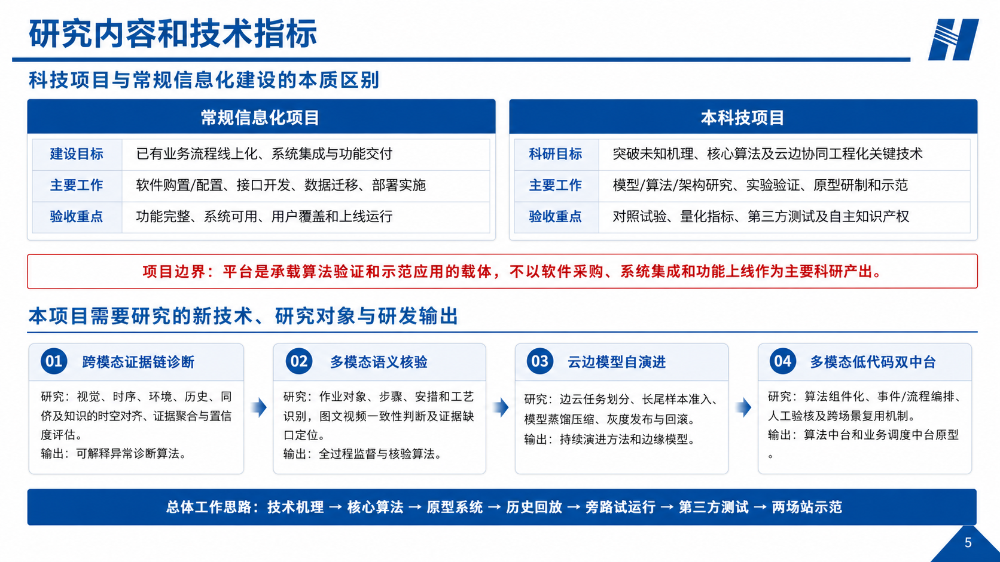 研究内容和技术指标
科技项目与常规信息化建设的本质区别
常规信息化项目
建设目标 已有业务流程线上化、系统集成与功能交付
主要工作 软件购置/配置、接口开发、数据迁移、部署实施
验收重点 功能完整、系统可用、用户覆盖和上线运行
本科技项目
科研目标 突破未知机理、核心算法及云边协同工程化关键技术
主要工作 模型/算法/架构研究、实验验证、原型研制和示范
验收重点 对照试验、量化指标、第三方测试及自主知识产权
项目边界：平台是承载算法验证和示范应用的载体，不以软件采购、系统集成和功能上线作为主要科研产出。
本项目需要研究的新技术、研究对象与研发输出
01 跨模态证据链诊断
研究：视觉、时序、环境、历史、同
侪及知识的时空对齐、证据聚合与置信
度评估。
输出：可解释异常诊断算法。
02 多模态语义核验
研究：作业对象、步骤、安措和工艺
识别，图文视频一致性判断及证据缺
口定位。
输出：全过程监督与核验算法。
03 云边模型自演进
研究：边云任务划分、长尾样本准入、
模型蒸馏压缩、灰度发布与回滚。
输出：持续演进方法和边缘模型。
04 多模态低代码双中台
研究：算法组件化、事件/流程编排、
人工验核及跨场景复用机制。
输出：算法中台和业务调度中台原型
。
总体工作思路：技术机理 → 核心算法 → 原型系统 → 历史回放 → 旁路试运行 → 第三方测试 → 两场站示范
5